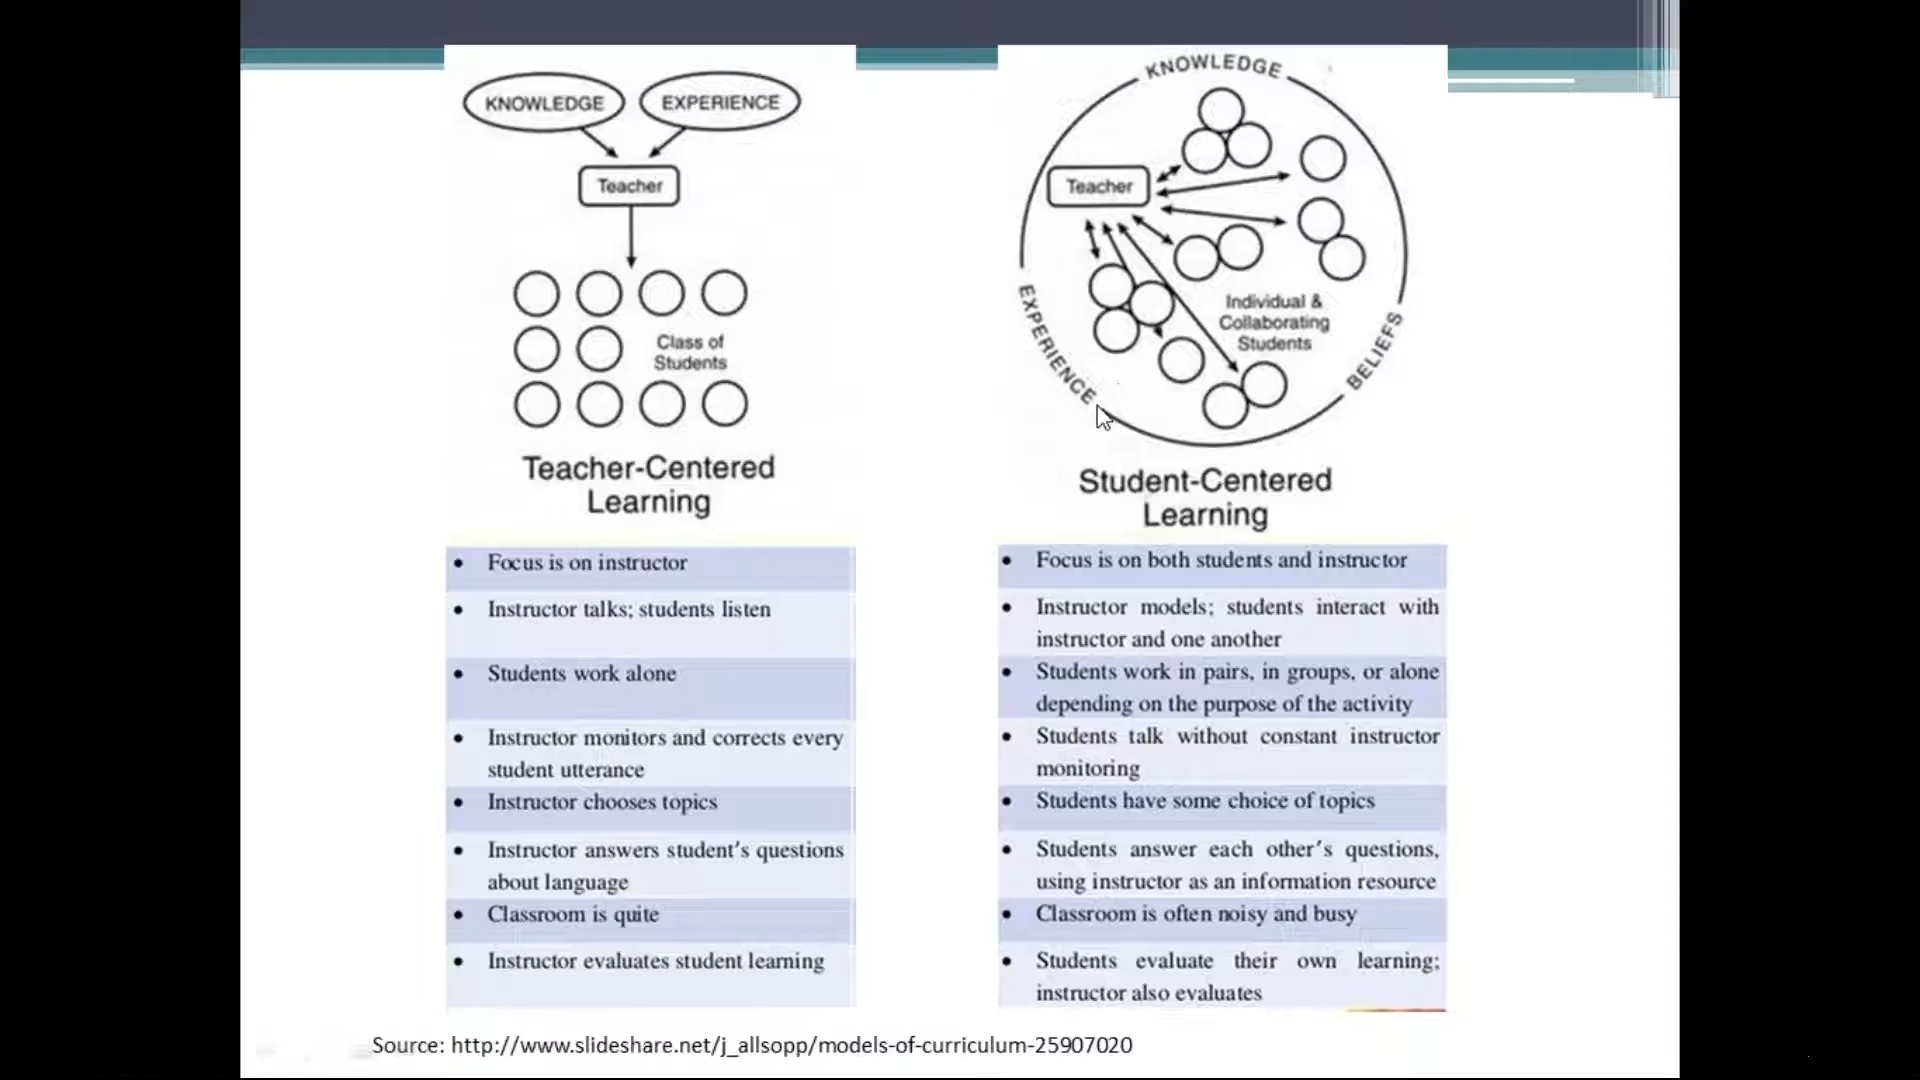 KNOWLEDGE
EXPERIENCE
Teacher
Class of
Students
Teacher-Centered
Learning
• Focus is on instructor
• Instructor talks; students listen
• Students work alone
• Instructor monitors and corrects every
student utterance
• Instructor chooses topics
• Instructor answers student's questions
about language
• Classroom is quite
• Instructor evaluates student learning
KNOWLEDGE
Teacher
Individual &
Collaborating
Students
EXPERIENCE
BELIEFS
Student-Centered
Learning
• Focus is on both students and instructor
• Instructor models; students interact with
instructor and one another
• Students work in pairs, in groups, or alone
depending on the purpose of the activity
• Students talk without constant instructor
monitoring
• Students have some choice of topics
• Students answer each other's questions,
using instructor as an information resource
• Classroom is often noisy and busy
• Students evaluate their own learning;
instructor also evaluates
Source: http://www.slideshare.net/j_allsopp/models-of-curriculum-25907020